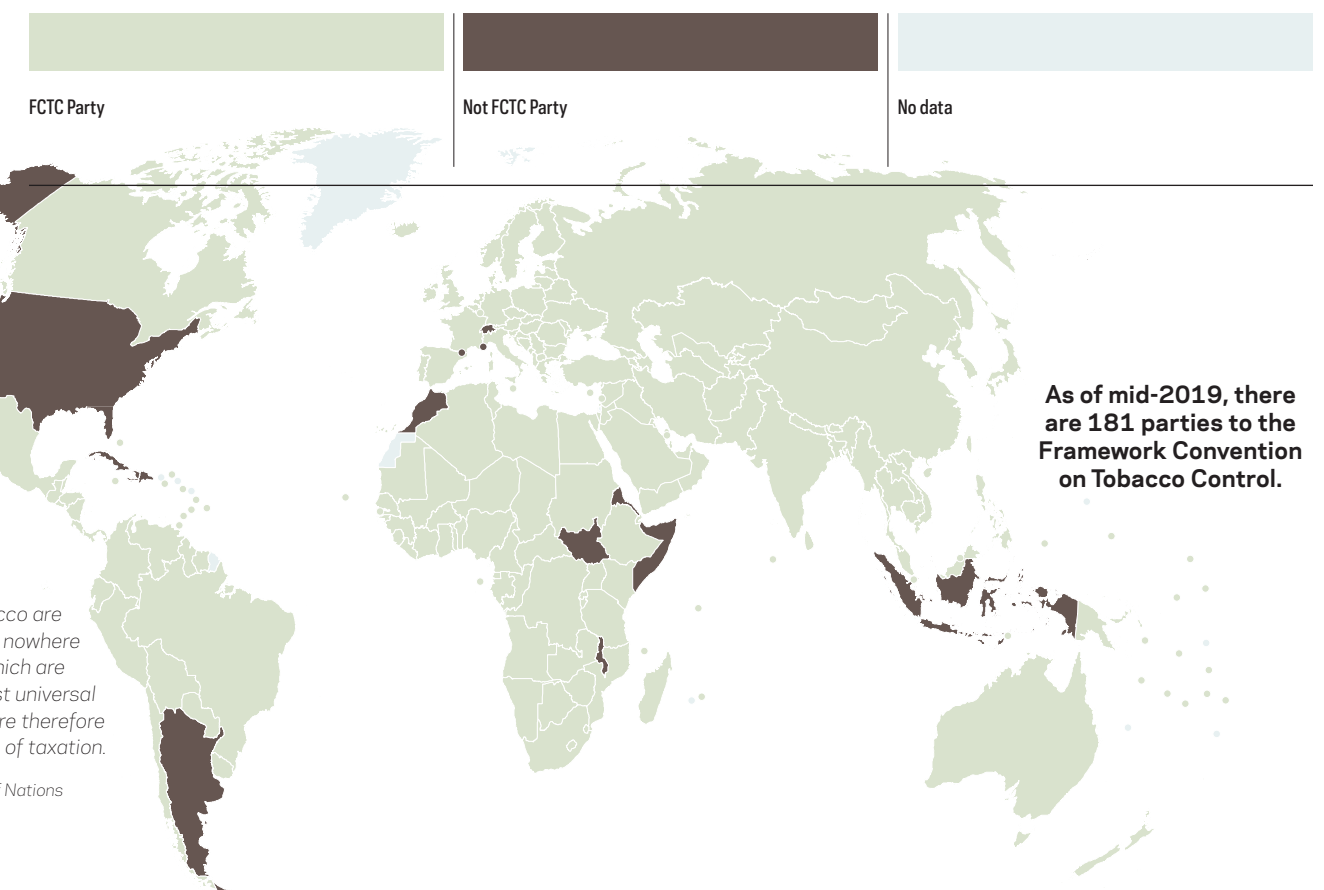 FCTC Party
Not FCTC Party
No data
As of mid-2019, there
are 181 parties to the
Framework Convention
on Tobacco Control.
cco are
nowhere
hich are
st universal
re therefore
of taxation.
f Nations